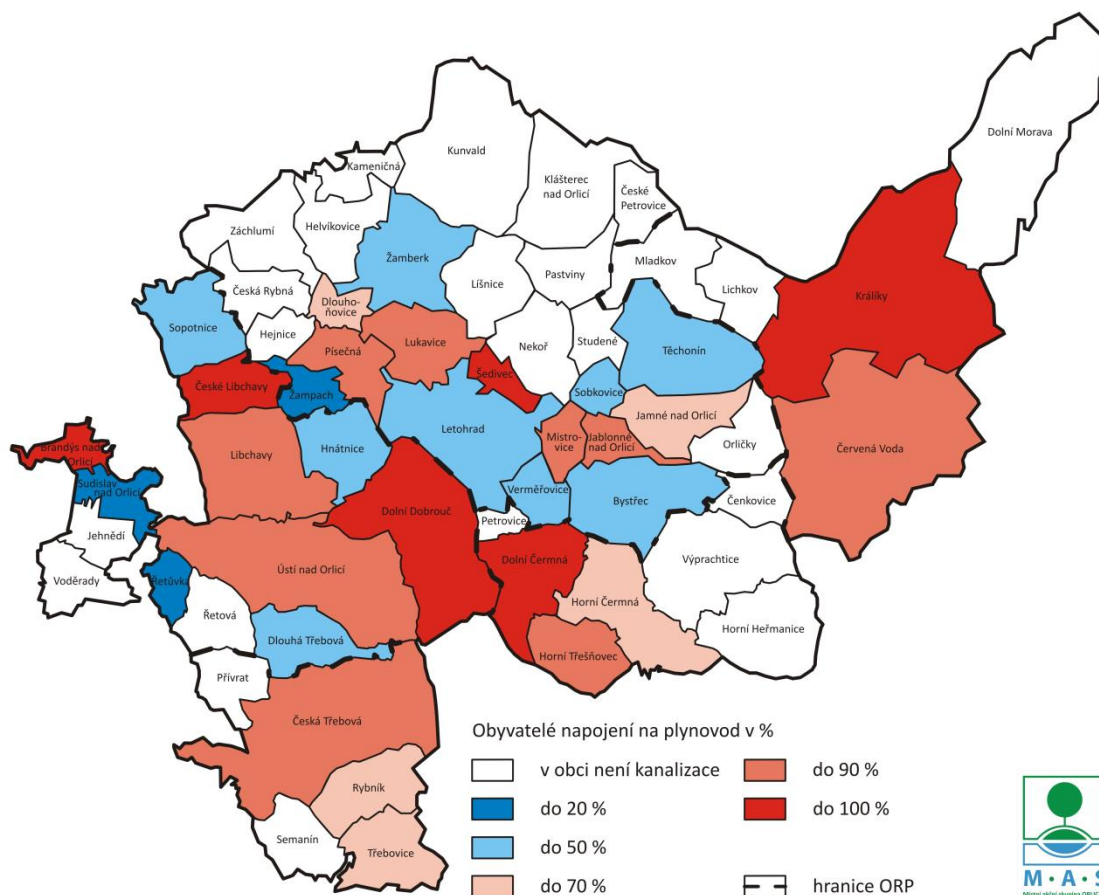 Dolní Morava
Kunvald
Kameničná
Klášterec
nad Orlicí
České
Petrovice
Helvíkovice
Záchlumí
Žamberk
Mladkov
Líšnice
Pastviny
Lichkov
Česká Rybná
Králíky
Dlouho-
ňovice
Sopotnice
Hejnice
Písečná
Lukavice
Nekoř
Studené
Těchonín
Šedivec
České Libchavy
Žampach
Sobkovice
Jamné nad Orlicí
Letohrad
Mistro-
vice
Jablonné
nad Orlicí
Orličky
Červená Voda
Brandýs nad
Orlicí
Libchavy
Hnátnice
Sudislav
nad Orlicí
Verměřovice
Bystřec
Čenkovice
Dolní Dobrouč
Petrovice
Jehnědí
Dolní Čermná
Výprachtice
Ústí nad Orlicí
Voděrady
Řetůvka
Horní Čermná
Řetová
Horní Heřmanice
Dlouhá Třebová
Horní Třešňovec
Přívrat
Česká Třebová
Rybník
Semanín
Třebovice
Obyvatelé napojení na plynovod v %
v obci není kanalizace
do 20 %
do 50 %
do 70 %
do 90 %
do 100 %
hranice ORP
M·A·S